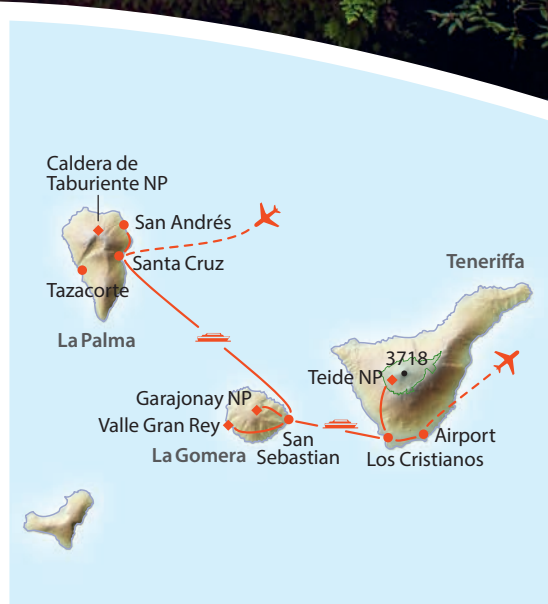 Caldera de
Taburiente NP
San Andrés
Santa Cruz
Tazacorte
La Palma
Teneriffa
3718
Teide NP
Garajonay NP
Valle Gran Rey
La Gomera
San
Sebastian
Airport
Los Cristianos